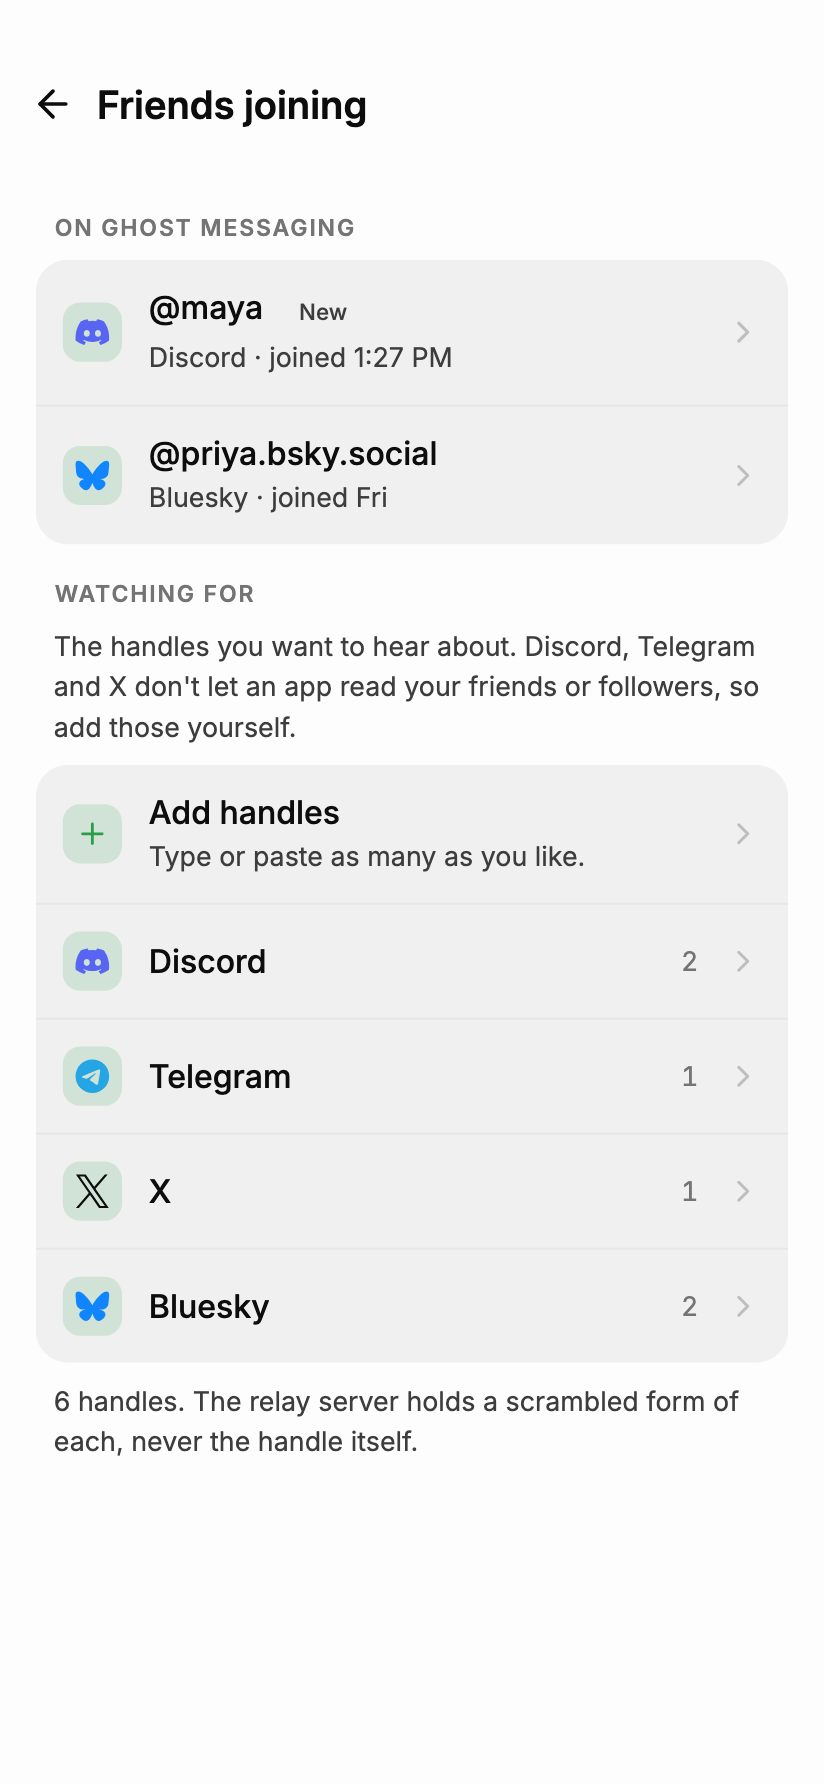 Friends joining
ON GHOST MESSAGING
@maya New
Discord · joined 1:27 PM
@priya.bsky.social
Bluesky · joined Fri
WATCHING FOR
The handles you want to hear about. Discord, Telegram
and X don't let an app read your friends or followers, so
add those yourself.
Add handles
Type or paste as many as you like.
Discord 2
Telegram 1
X 1
Bluesky 2
6 handles. The relay server holds a scrambled form of
each, never the handle itself.